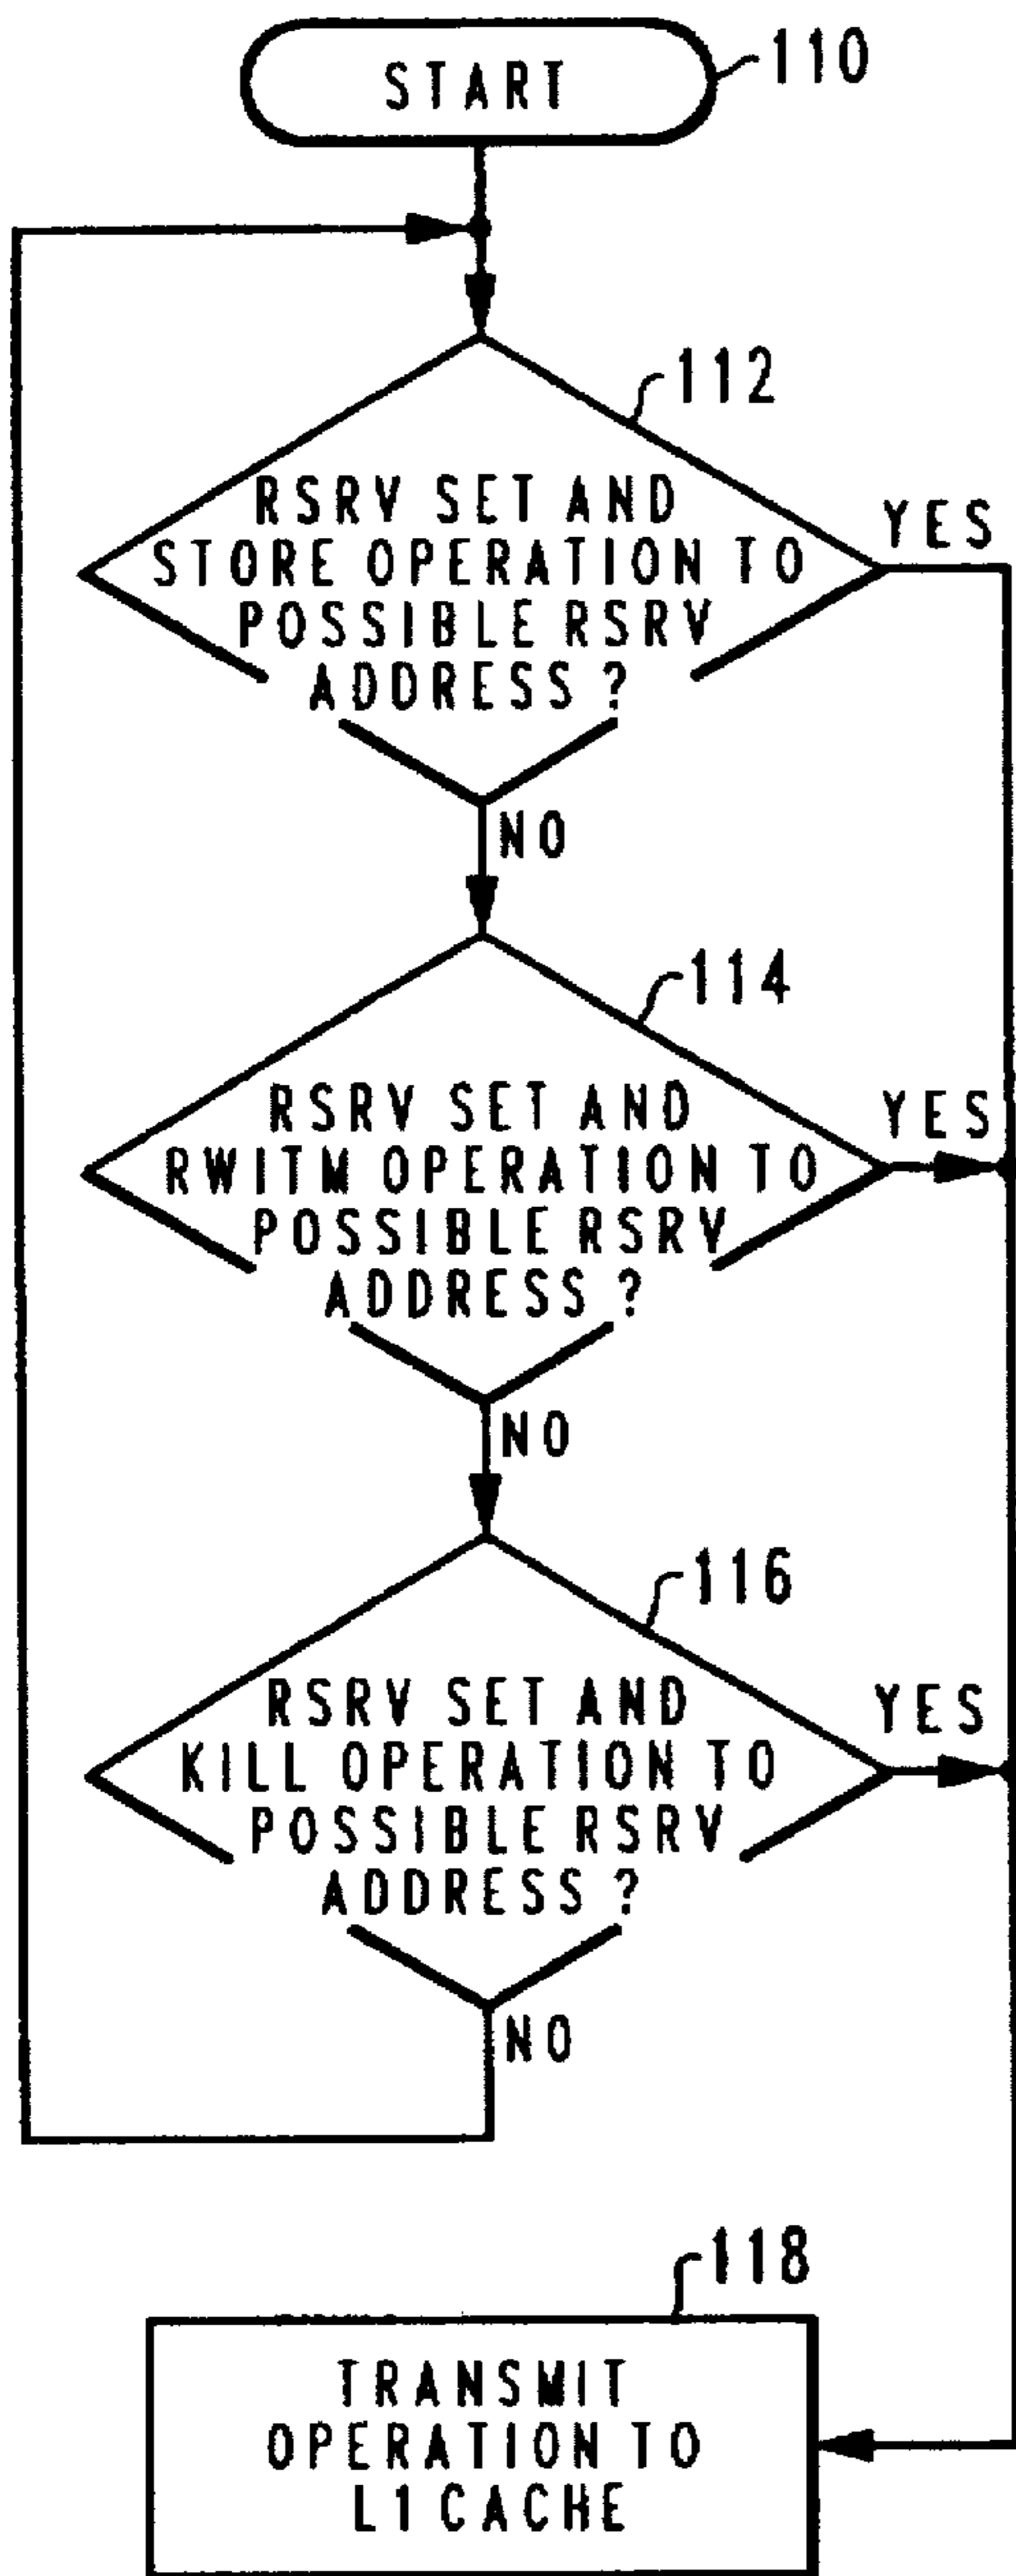 START
110
112
RSRV SET AND
STORE OPERATION TO
POSSIBLE RSRV
ADDRESS ?
YES
NO
114
RSRV SET AND
RWITM OPERATION TO
POSSIBLE RSRV
ADDRESS ?
YES
NO
116
RSRV SET AND
KILL OPERATION TO
POSSIBLE RSRV
ADDRESS ?
YES
NO
118
TRANSMIT
OPERATION TO
L1 CACHE